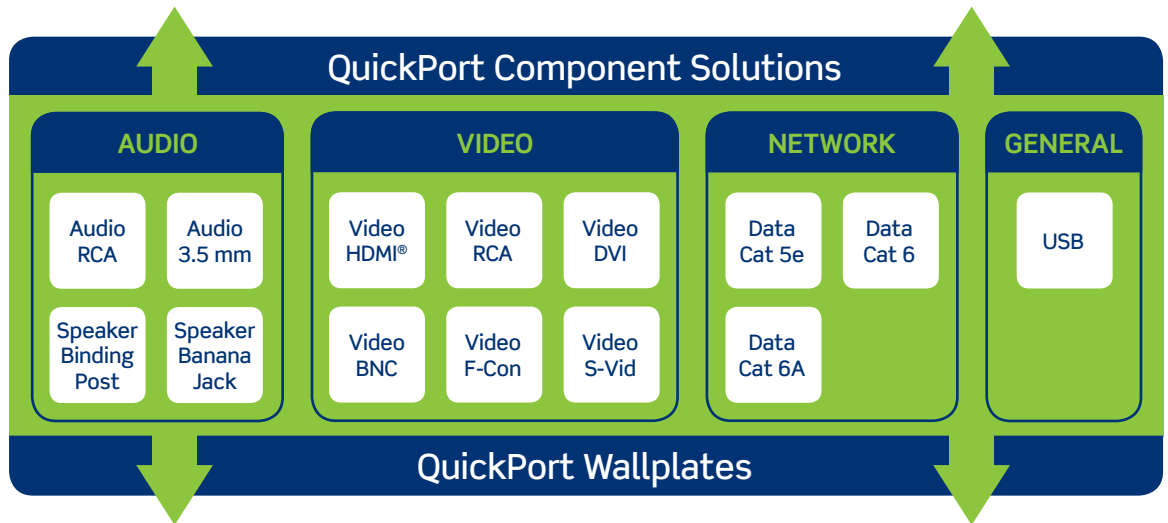 QuickPort Component Solutions
AUDIO
Audio
RCA
Audio
3.5 mm
Speaker
Binding
Post
Speaker
Banana
Jack
VIDEO
Video
HDMI®
Video
RCA
Video
DVI
Video
BNC
Video
F-Con
Video
S-Vid
NETWORK
Data
Cat 5e
Data
Cat 6
Data
Cat 6A
GENERAL
USB
QuickPort Wallplates